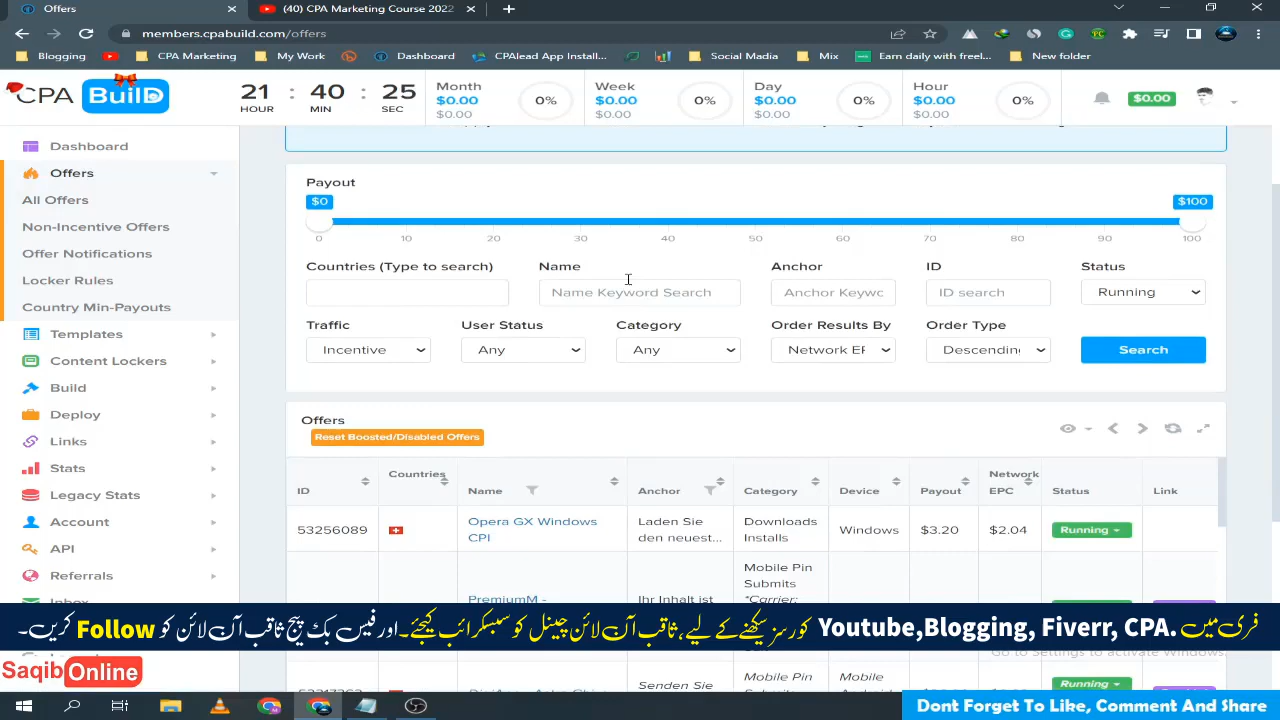 Offers
(40) CPA Marketing Course 2022
members.cpabuild.com/offers
Blogging
CPA Marketing
My Work
Dashboard
CPAlead App Install...
Social Madia
Mix
Earn daily with freel...
New folder
CPA BuilD
21 : 40 : 25
HOUR MIN SEC
Month
$0.00
$0.00
0%
Week
$0.00
$0.00
0%
Day
$0.00
$0.00
0%
Hour
$0.00
$0.00
0%
$0.00
Dashboard
Offers
All Offers
Non-Incentive Offers
Offer Notifications
Locker Rules
Country Min-Payouts
Templates
Content Lockers
Build
Deploy
Links
Stats
Legacy Stats
Account
API
Referrals
Inbox
Payout
$0 $100
0 10 20 30 40 50 60 70 80 90 100
Countries (Type to search) Name Anchor ID Status
Name Keyword Search Anchor Keywc ID search Running
Traffic User Status Category Order Results By Order Type
Incentive Any Any Network EF Descending Search
Offers
Reset Boosted/Disabled Offers
ID Countries Name Anchor Category Device Payout Network EPC Status Link
53256089 Opera GX Windows CPI Laden Sie den neuest... Downloads Installs Windows $3.20 $2.04 Running
PremiumM - Ihr Inhalt ist Mobile Pin Submits *Carrier:
Senden Sie Mobile Pin Mobile Running
فری میں Youtube,Blogging, Fiverr, CPA. کورسز سیکھنے کے لیے، ثاقب آن لائن چینل کو سبسکرائب کیجئے۔ اور فیس بک پیج ثاقب آن لائن کو Follow کریں۔
Go to Settings to activate Windows.
Saqib Online
Dont Forget To Like, Comment And Share